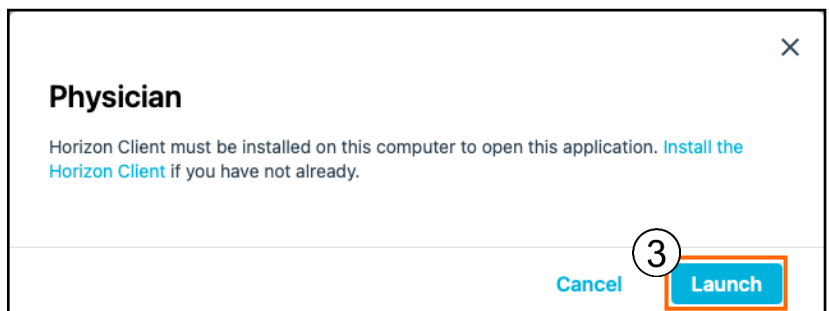 Physician
Horizon Client must be installed on this computer to open this application. Install the
Horizon Client if you have not already.
3
Cancel
Launch